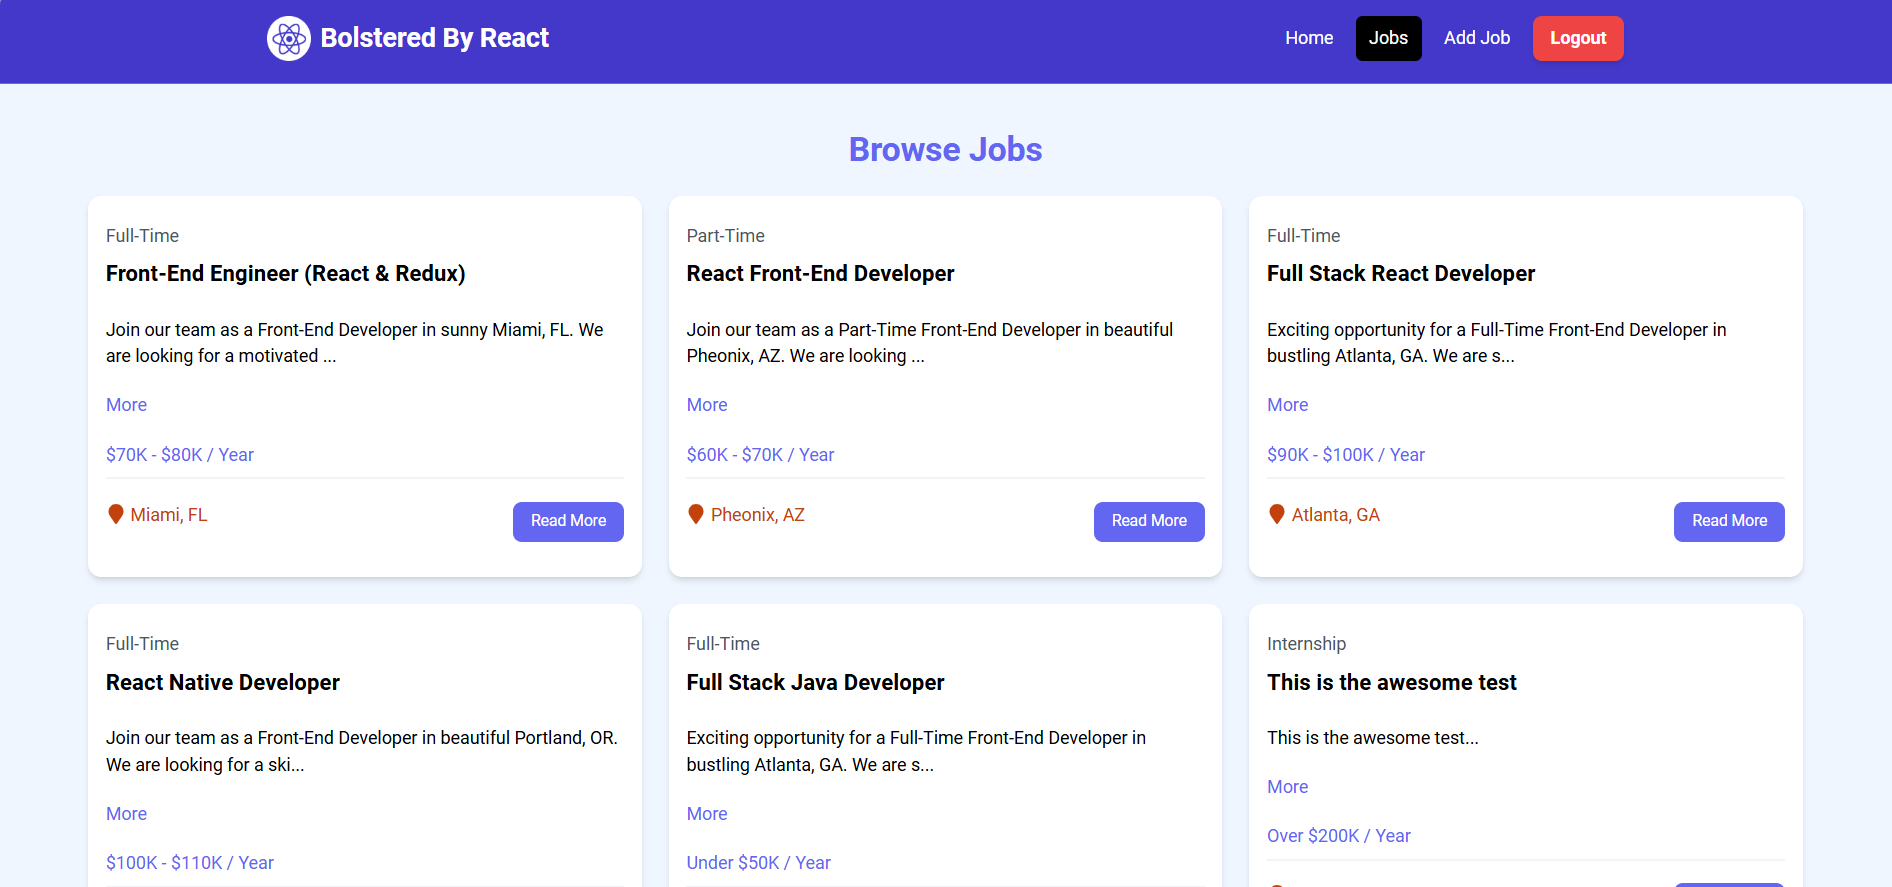 Bolstered By React
Home
Jobs
Add Job
Logout
Browse Jobs
Full-Time
Front-End Engineer (React & Redux)
Join our team as a Front-End Developer in sunny Miami, FL. We
are looking for a motivated ...
More
$70K - $80K / Year
Miami, FL
Read More
Part-Time
React Front-End Developer
Join our team as a Part-Time Front-End Developer in beautiful
Pheonix, AZ. We are looking ...
More
$60K - $70K / Year
Pheonix, AZ
Read More
Full-Time
Full Stack React Developer
Exciting opportunity for a Full-Time Front-End Developer in
bustling Atlanta, GA. We are s...
More
$90K - $100K / Year
Atlanta, GA
Read More
Full-Time
React Native Developer
Join our team as a Front-End Developer in beautiful Portland, OR.
We are looking for a ski...
More
$100K - $110K / Year
Full-Time
Full Stack Java Developer
Exciting opportunity for a Full-Time Front-End Developer in
bustling Atlanta, GA. We are s...
More
Under $50K / Year
Internship
This is the awesome test
This is the awesome test...
More
Over $200K / Year